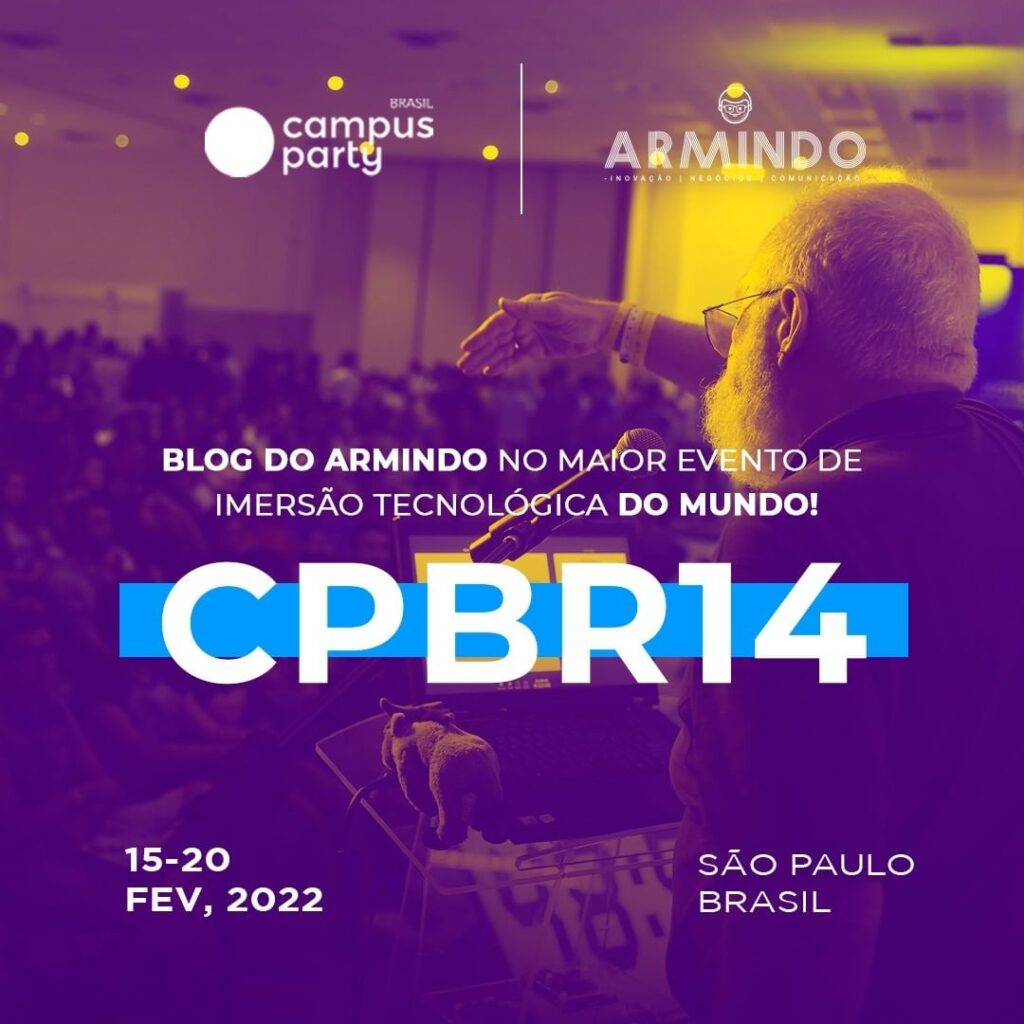 BRASIL
campus
party
ARMINDO
-INOVAÇÃO | NEGÓCIOS | COMUNICAÇÃO-
BLOG DO ARMINDO NO MAIOR EVENTO DE
IMERSÃO TECNOLÓGICA DO MUNDO!
CPBR14
15-20
FEV, 2022
SÃO PAULO
BRASIL